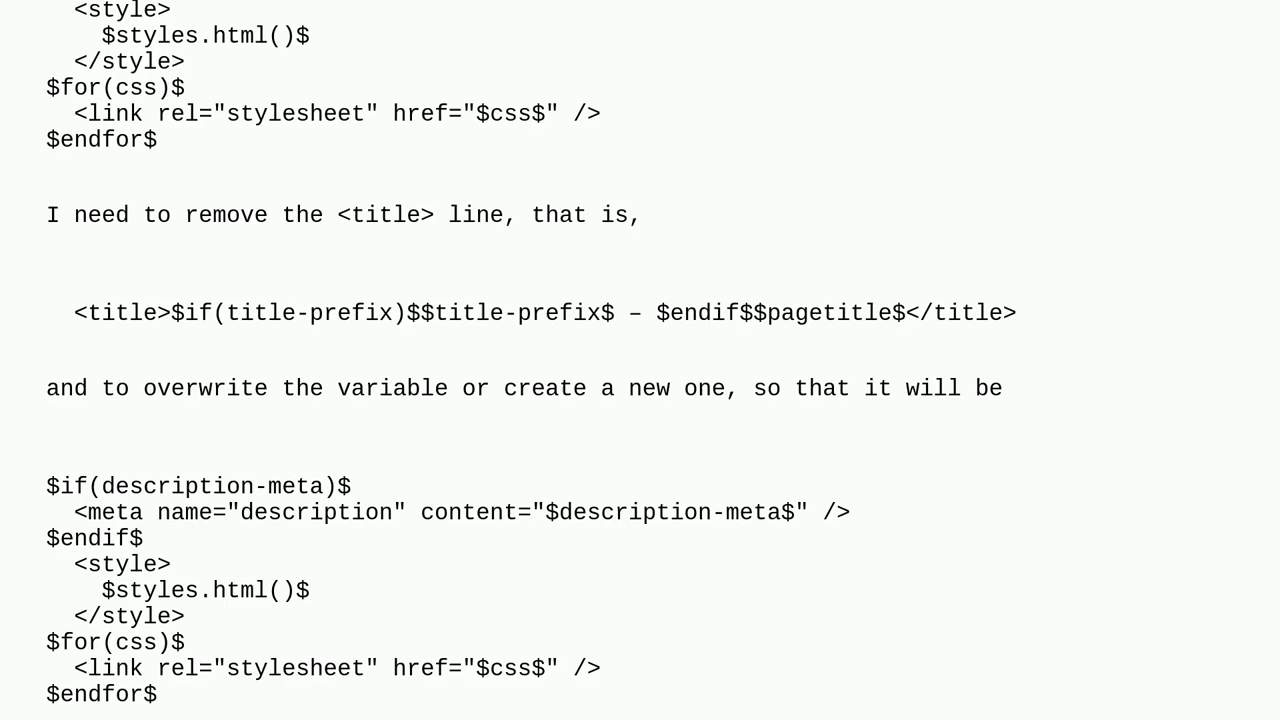 <style>
$styles.html()$
</style>
$for(css)$
<link rel="stylesheet" href="$css$" />
$endfor$
I need to remove the <title> line, that is,
<title>$if(title-prefix)$$title-prefix$ – $endif$$pagetitle$</title>
and to overwrite the variable or create a new one, so that it will be
$if(description-meta)$
<meta name="description" content="$description-meta$" />
$endif$
<style>
$styles.html()$
</style>
$for(css)$
<link rel="stylesheet" href="$css$" />
$endfor$